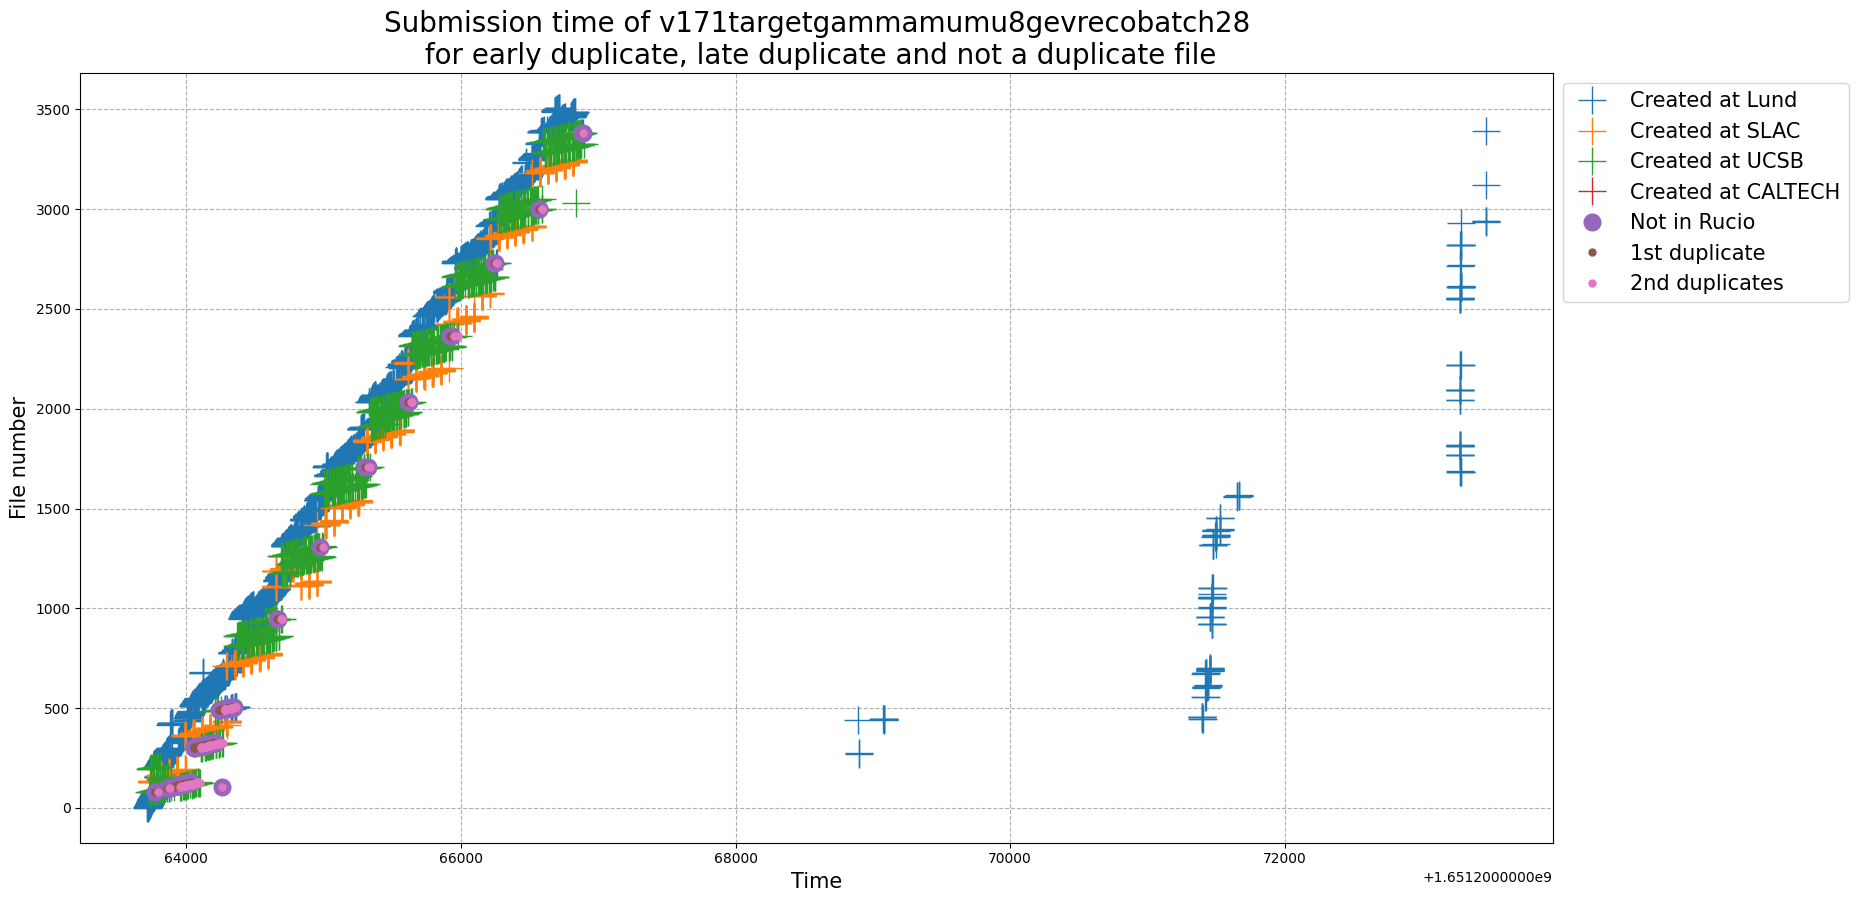 Submission time of v171targetgammamumu8gevrecobatch28
for early duplicate, late duplicate and not a duplicate file
3500
3000
2500
2000
1500
1000
500
0
File number
64000
66000
68000
70000
72000
Time
+1.6512000000e9
Created at Lund
Created at SLAC
Created at UCSB
Created at CALTECH
Not in Rucio
1st duplicate
2nd duplicates